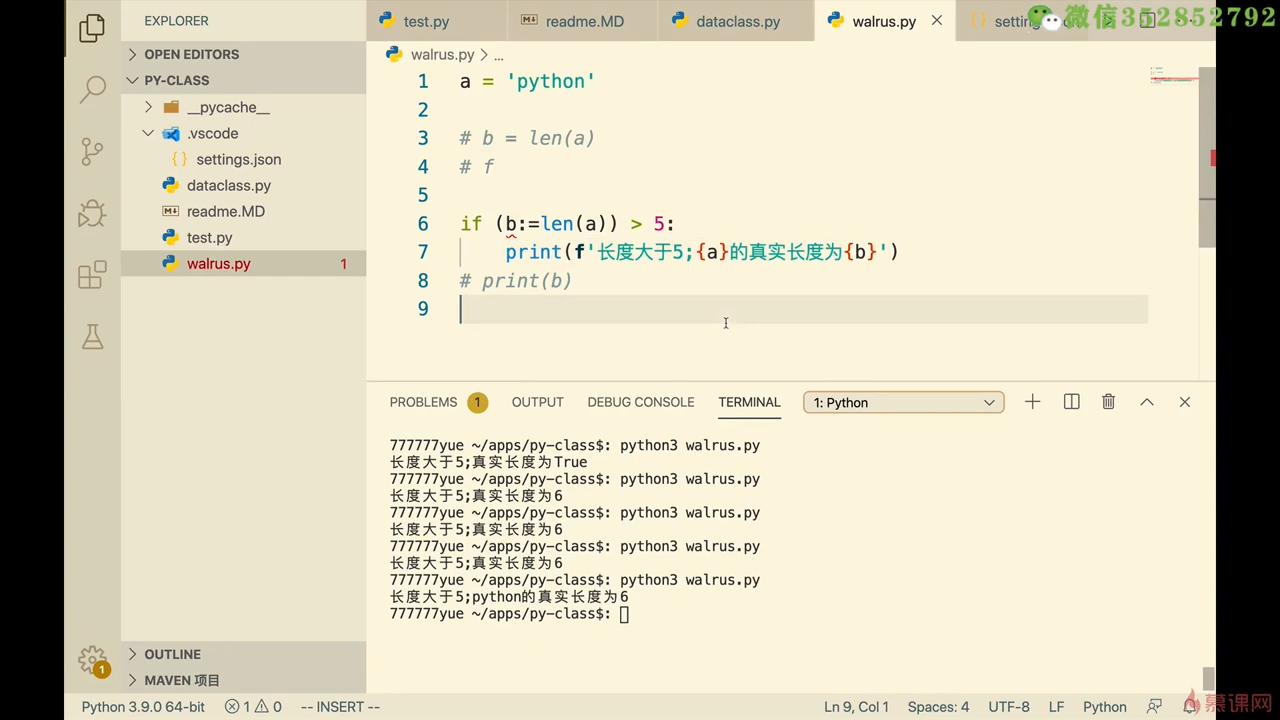 EXPLORER
OPEN EDITORS
PY-CLASS
__pycache__
.vscode
settings.json
dataclass.py
readme.MD
test.py
walrus.py 1
OUTLINE
MAVEN 项目
test.py readme.MD dataclass.py walrus.py
微信352852792
walrus.py > ...
1 a = 'python'
2
3 # b = len(a)
4 # f
5
6 if (b:=len(a)) > 5:
7 print(f'长度大于5;{a}的真实长度为{b}')
8 # print(b)
9
PROBLEMS 1 OUTPUT DEBUG CONSOLE TERMINAL 1: Python
777777yue ~/apps/py-class$: python3 walrus.py
长度大于5;真实长度为True
777777yue ~/apps/py-class$: python3 walrus.py
长度大于5;真实长度为6
777777yue ~/apps/py-class$: python3 walrus.py
长度大于5;真实长度为6
777777yue ~/apps/py-class$: python3 walrus.py
长度大于5;真实长度为6
777777yue ~/apps/py-class$: python3 walrus.py
长度大于5;python的真实长度为6
777777yue ~/apps/py-class$:
1
Python 3.9.0 64-bit 1 0 -- INSERT -- Ln 9, Col 1 Spaces: 4 UTF-8 LF Python
慕课网